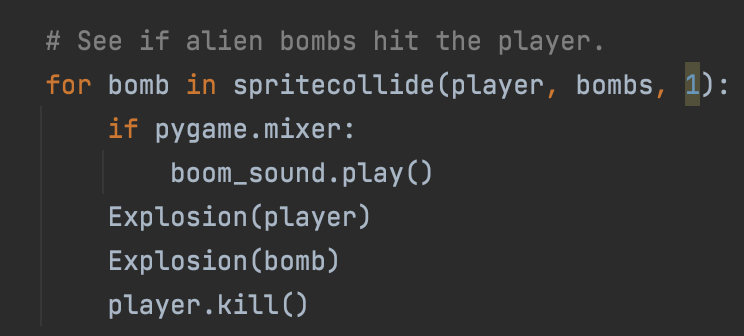 # See if alien bombs hit the player.
for bomb in spritecollide(player, bombs, 1):
if pygame.mixer:
boom_sound.play()
Explosion(player)
Explosion(bomb)
player.kill()